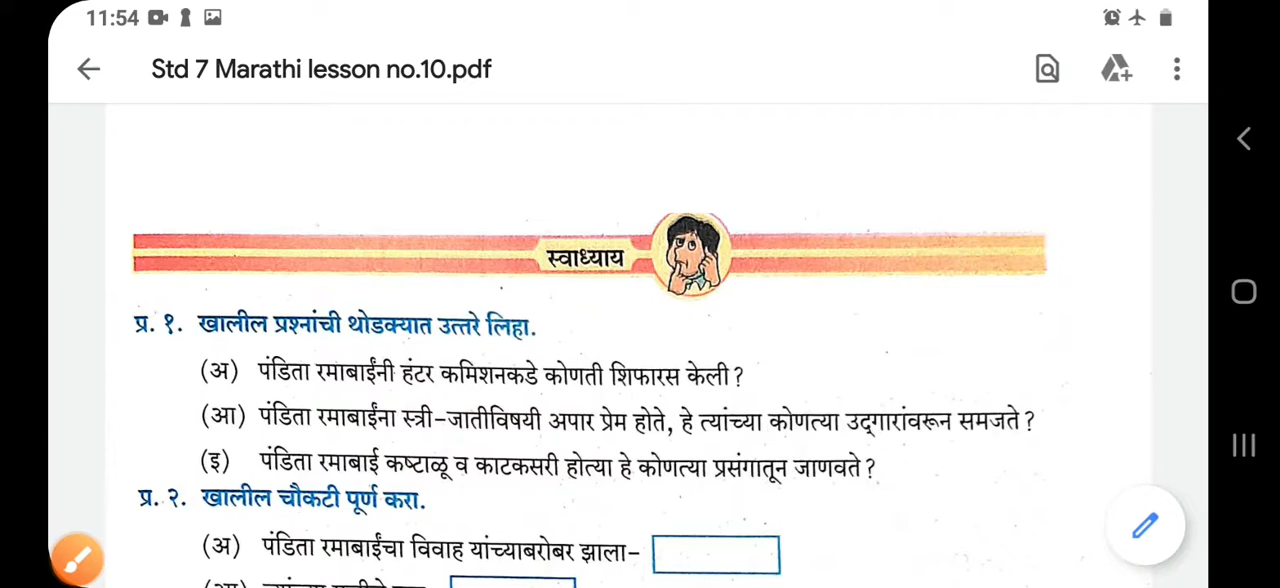 11:54
Std 7 Marathi lesson no.10.pdf
स्वाध्याय
प्र. १. खालील प्रश्नांची थोडक्यात उत्तरे लिहा.
(अ) पंडिता रमाबाईंनी हंटर कमिशनकडे कोणती शिफारस केली?
(आ) पंडिता रमाबाईंना स्त्री-जातीविषयी अपार प्रेम होते, हे त्यांच्या कोणत्या उद्गारांवरून समजते?
(इ) पंडिता रमाबाई कष्टाळू व काटकसरी होत्या हे कोणत्या प्रसंगातून जाणवते?
प्र. २. खालील चौकटी पूर्ण करा.
(अ) पंडिता रमाबाईंचा विवाह यांच्याबरोबर झाला-